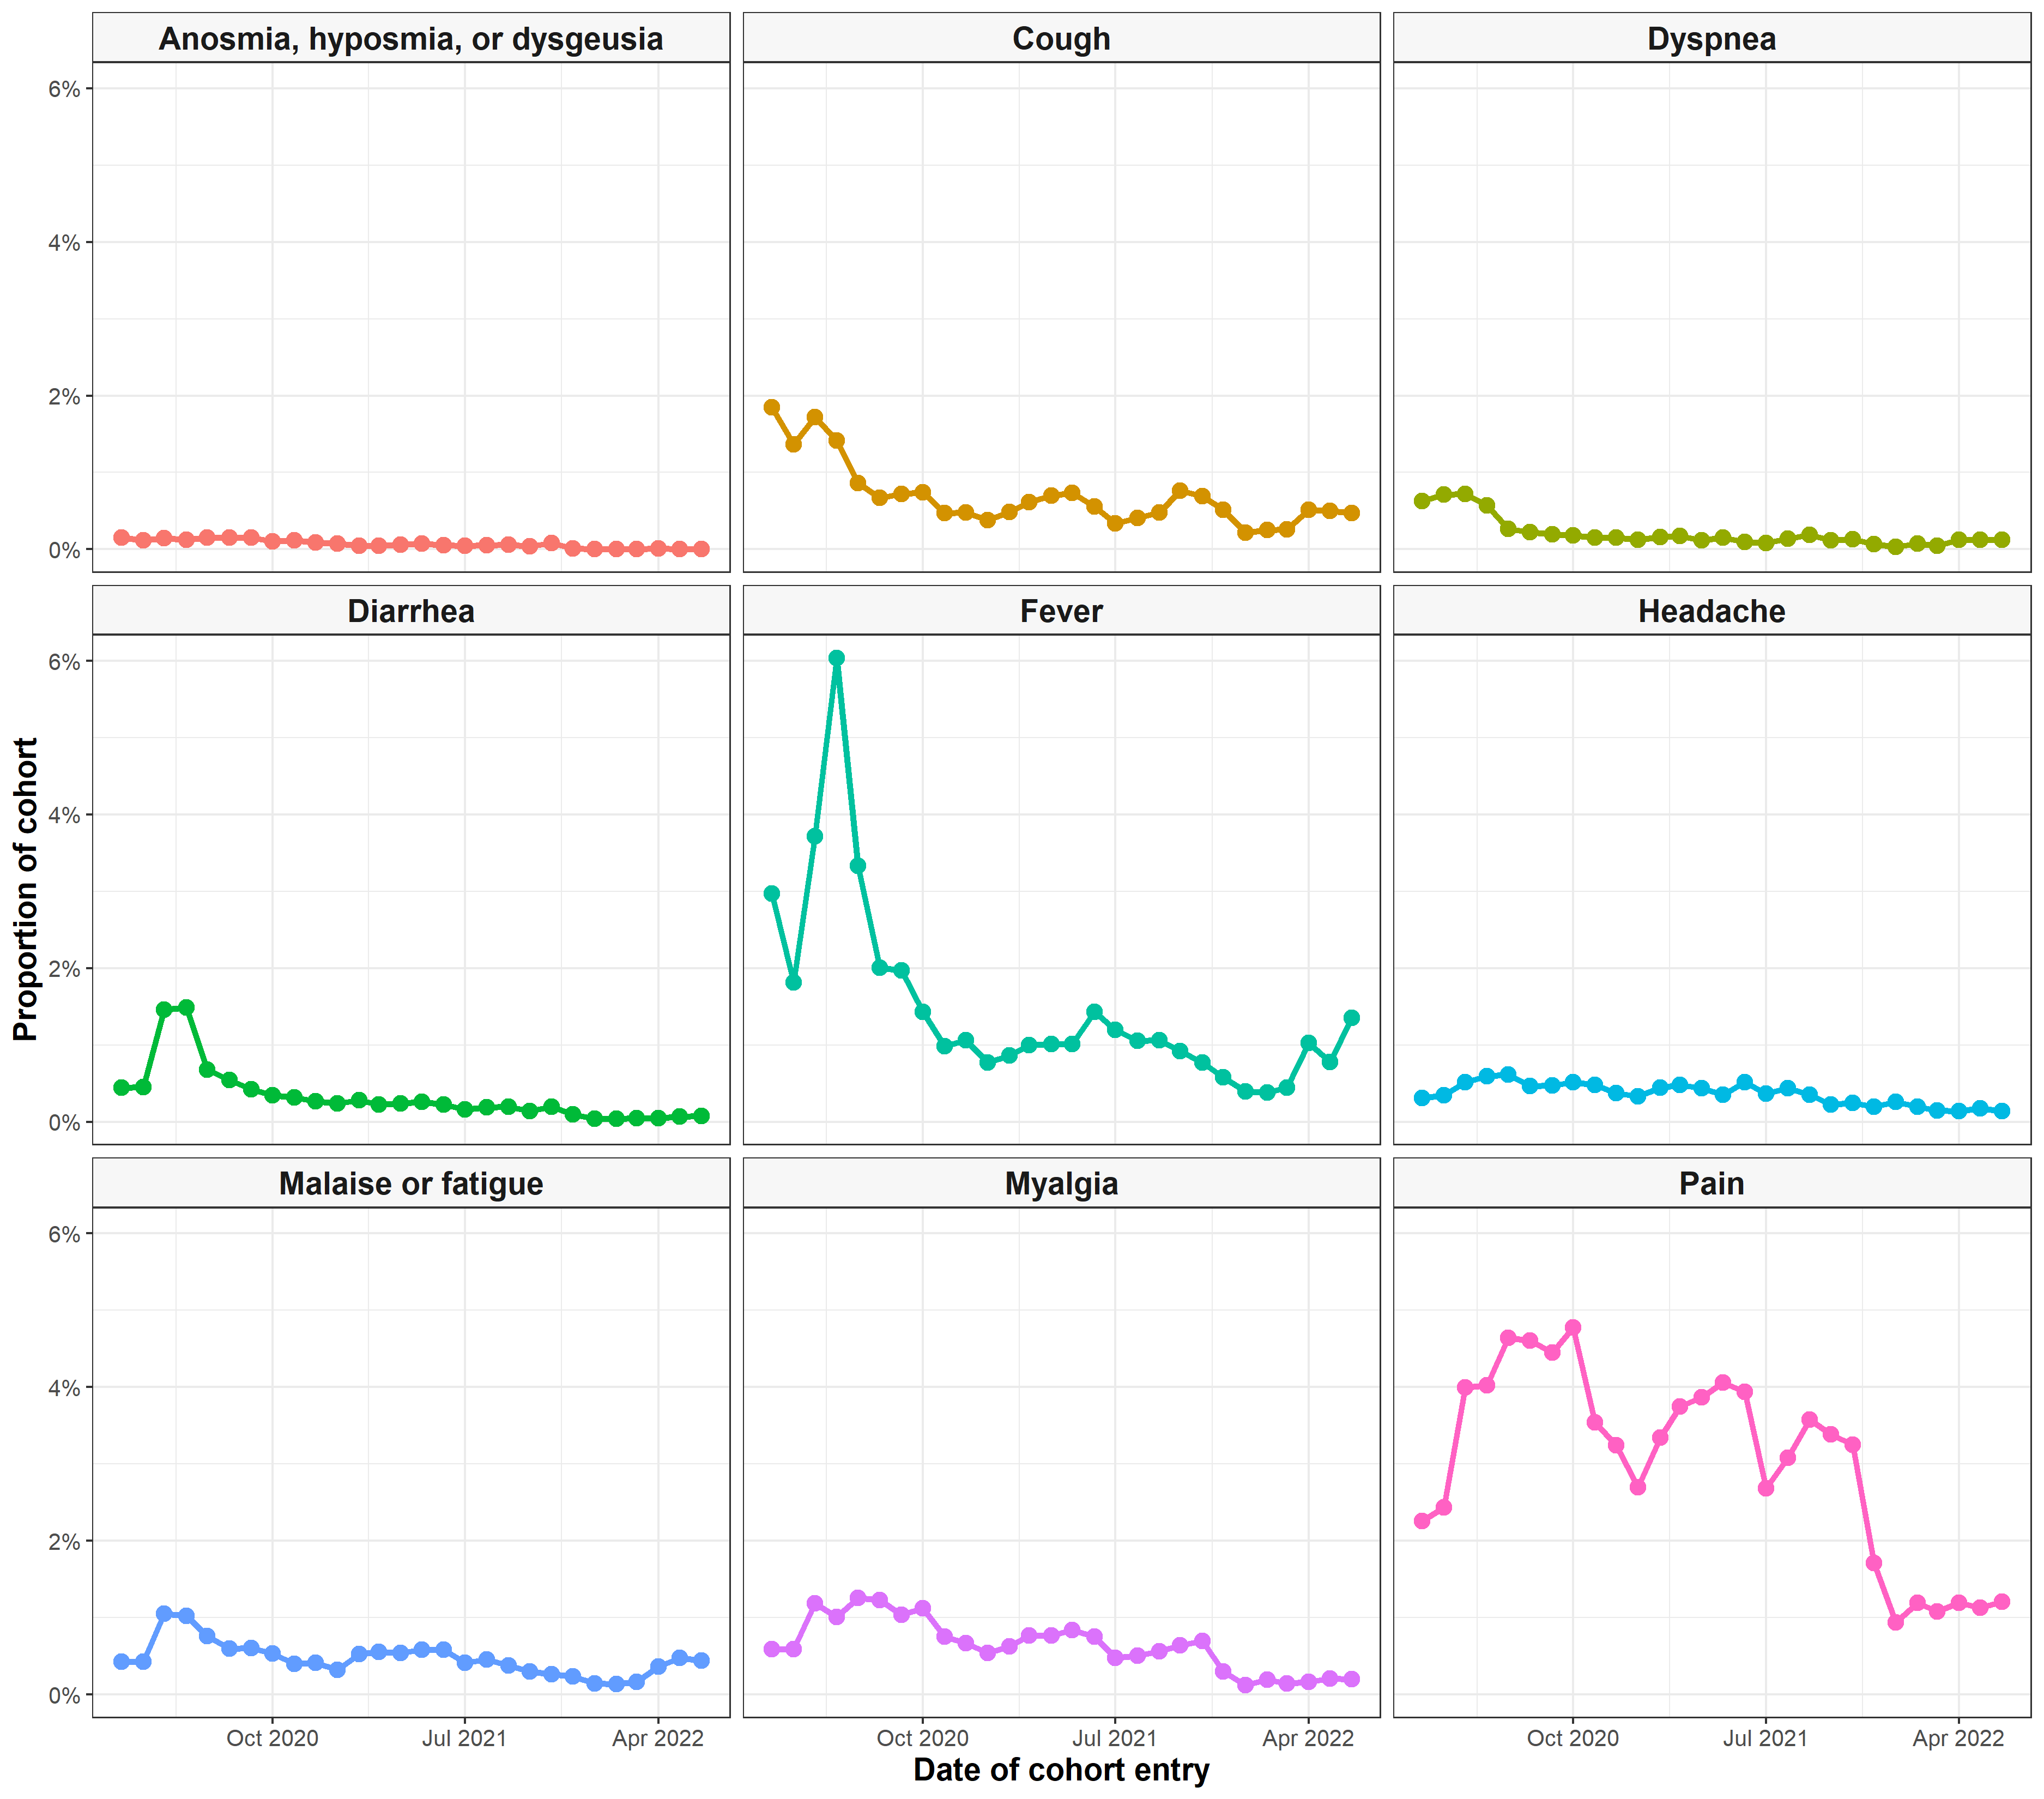 Anosmia, hyposmia, or dysgeusia
Cough
Dyspnea
6%
4%
2%
0%
Diarrhea
Fever
Headache
6%
4%
2%
0%
Proportion of cohort
Malaise or fatigue
Myalgia
Pain
6%
4%
2%
0%
Oct 2020 Jul 2021 Apr 2022
Oct 2020 Jul 2021 Apr 2022
Oct 2020 Jul 2021 Apr 2022
Date of cohort entry